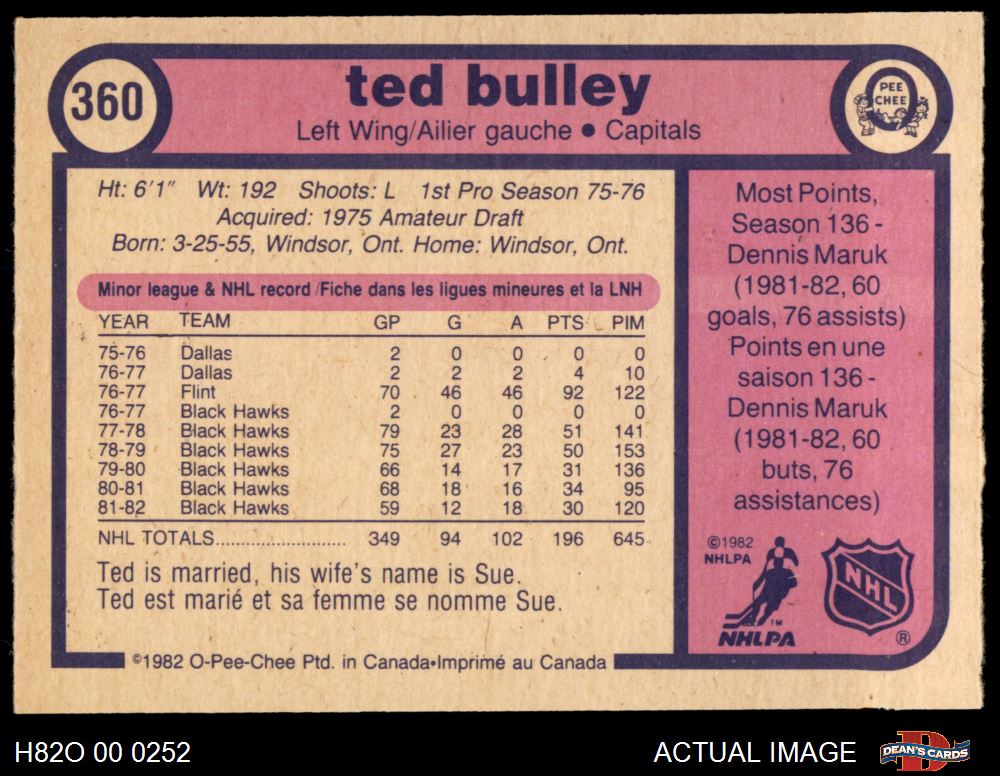 360
ted bulley
Left Wing/Ailier gauche • Capitals
O
PEE
CHEE
Ht: 6'1" Wt: 192 Shoots: L 1st Pro Season 75-76
Acquired: 1975 Amateur Draft
Born: 3-25-55, Windsor, Ont. Home: Windsor, Ont.
Minor league & NHL record /Fiche dans les ligues mineures et la LNH
YEAR TEAM GP G A PTS PIM
75-76 Dallas 2 0 0 0 0
76-77 Dallas 2 2 2 4 10
76-77 Flint 70 46 46 92 122
76-77 Black Hawks 2 0 0 0 0
77-78 Black Hawks 79 23 28 51 141
78-79 Black Hawks 75 27 23 50 153
79-80 Black Hawks 66 14 17 31 136
80-81 Black Hawks 68 18 16 34 95
81-82 Black Hawks 59 12 18 30 120
NHL TOTALS.......................... 349 94 102 196 645
Ted is married, his wife's name is Sue.
Ted est marié et sa femme se nomme Sue.
Most Points,
Season 136 -
Dennis Maruk
(1981-82, 60
goals, 76 assists)
Points en une
saison 136 -
Dennis Maruk
(1981-82, 60
buts, 76
assistances)
©1982
NHLPA
TM
NHLPA
NHL
®
©1982 O-Pee-Chee Ptd. in Canada•Imprimé au Canada
H82O 00 0252
ACTUAL IMAGE
D
DEAN'S CARDS